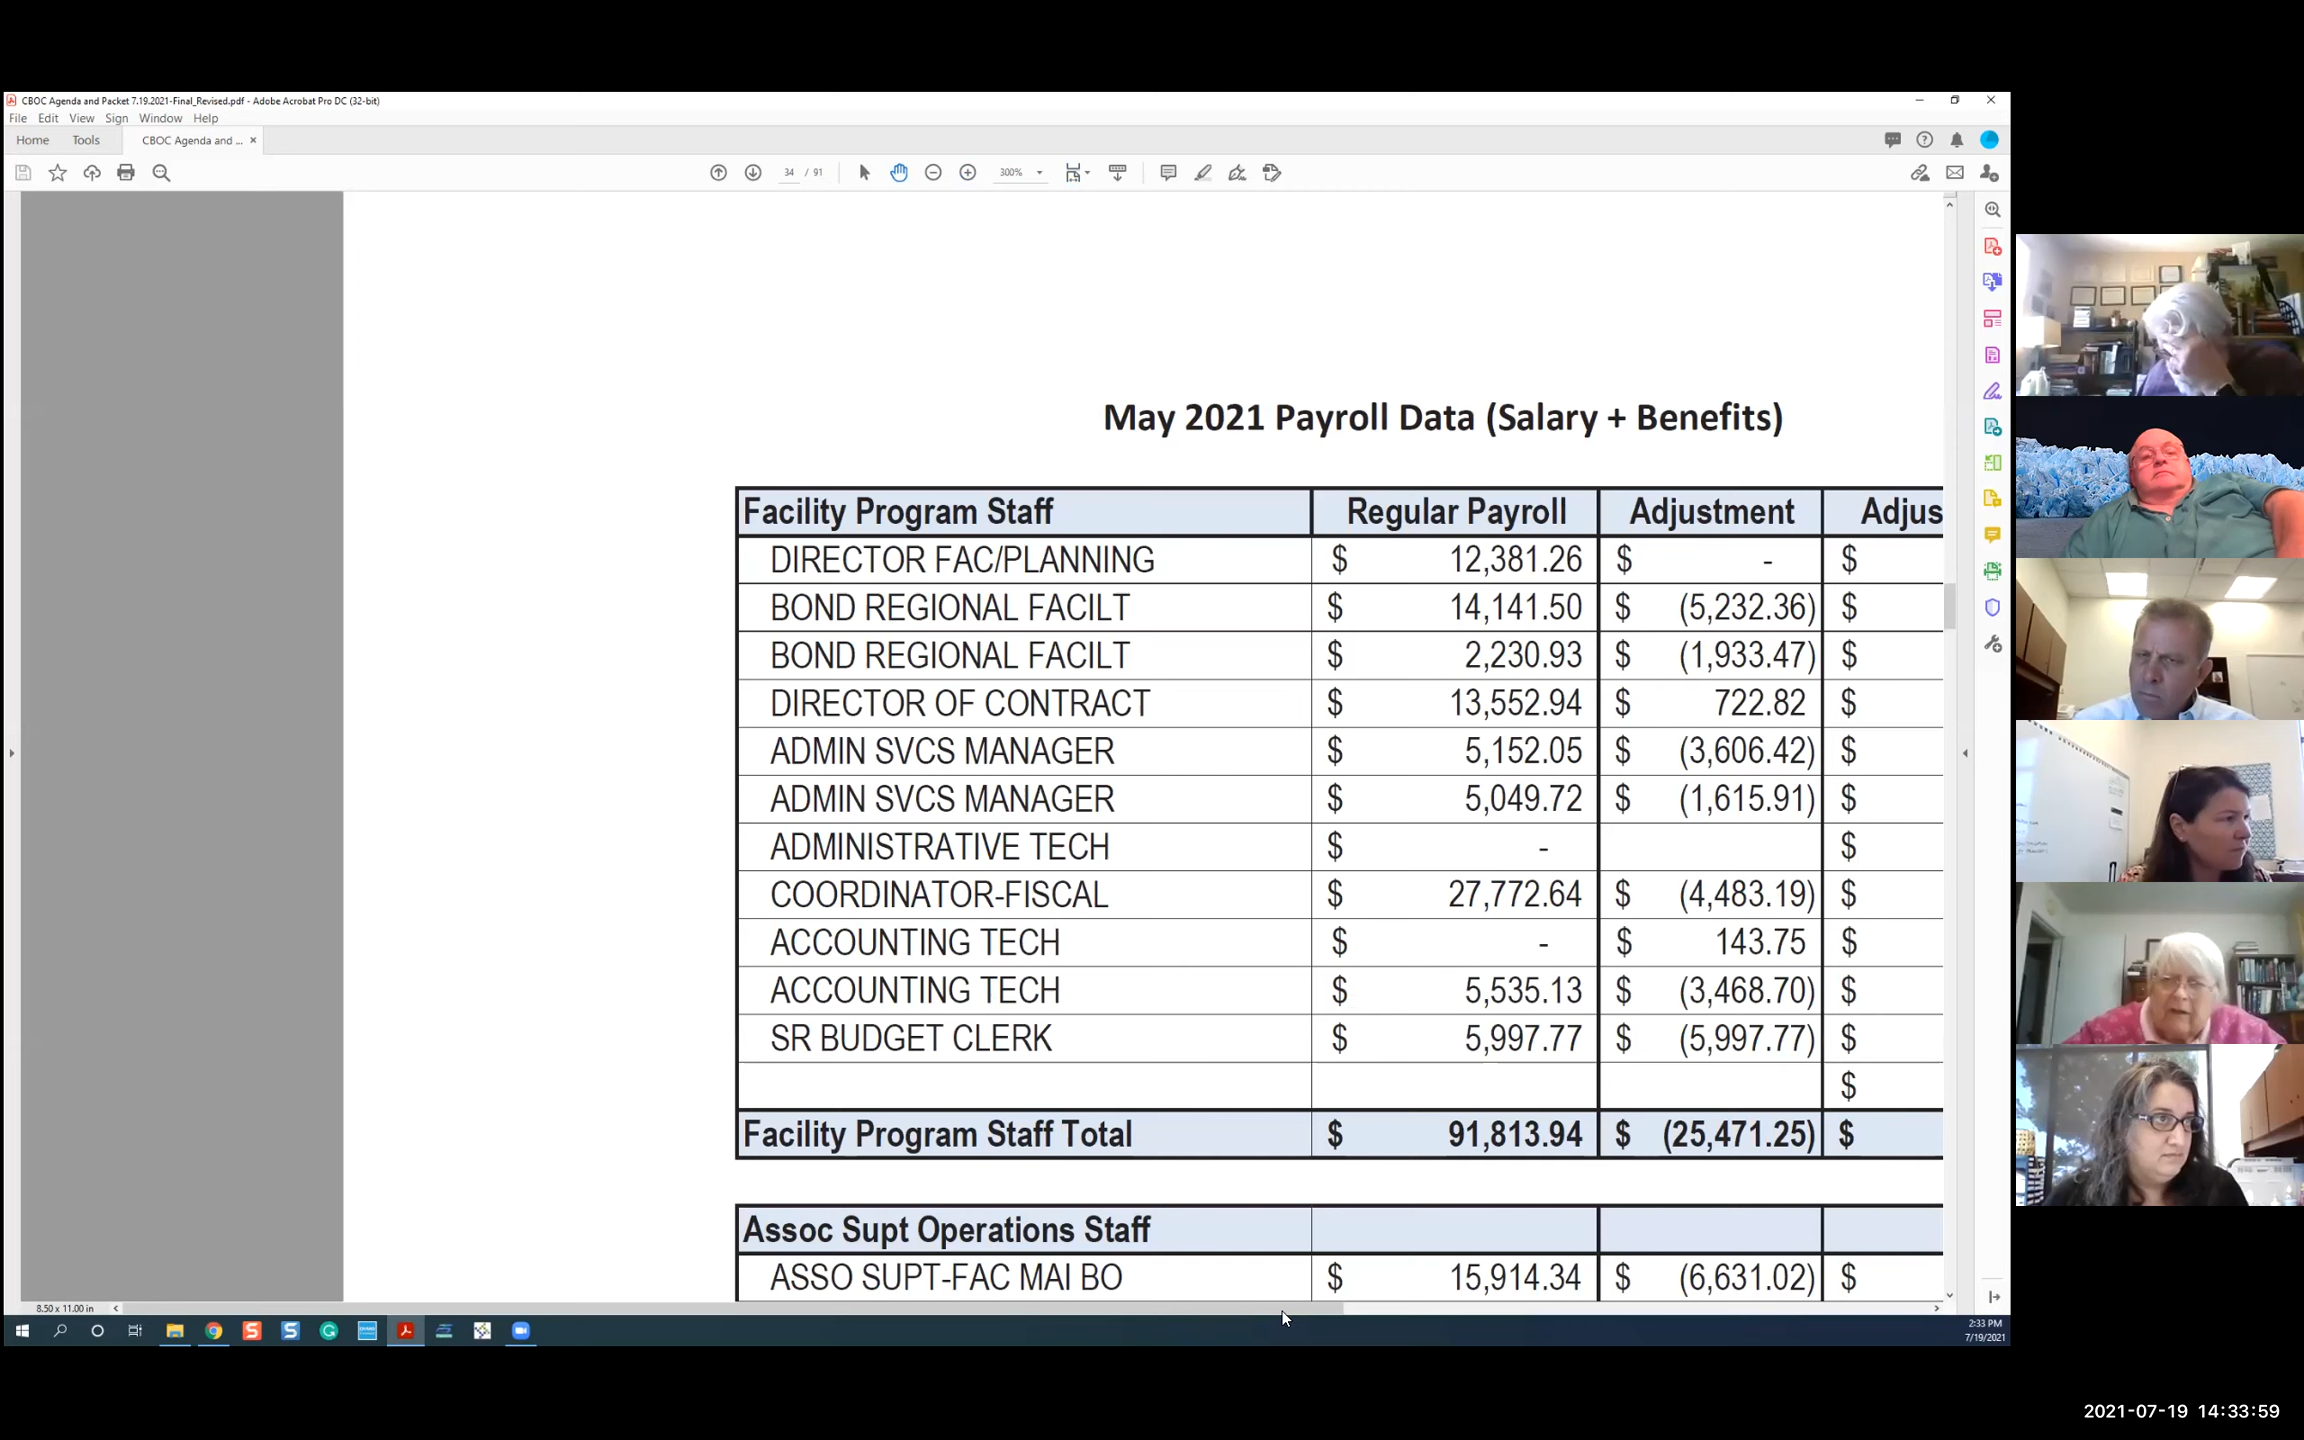 CBOC Agenda and Packet 7.19.2021-Final_Revised.pdf - Adobe Acrobat Pro DC (32-bit)
File Edit View Sign Window Help
Home Tools CBOC Agenda and ... ×
34 / 91 300%
May 2021 Payroll Data (Salary + Benefits)
Facility Program Staff Regular Payroll Adjustment Adjus
DIRECTOR FAC/PLANNING $ 12,381.26 $ - $
BOND REGIONAL FACILT $ 14,141.50 $ (5,232.36) $
BOND REGIONAL FACILT $ 2,230.93 $ (1,933.47) $
DIRECTOR OF CONTRACT $ 13,552.94 $ 722.82 $
ADMIN SVCS MANAGER $ 5,152.05 $ (3,606.42) $
ADMIN SVCS MANAGER $ 5,049.72 $ (1,615.91) $
ADMINISTRATIVE TECH $ - $
COORDINATOR-FISCAL $ 27,772.64 $ (4,483.19) $
ACCOUNTING TECH $ - $ 143.75 $
ACCOUNTING TECH $ 5,535.13 $ (3,468.70) $
SR BUDGET CLERK $ 5,997.77 $ (5,997.77) $
$
Facility Program Staff Total $ 91,813.94 $ (25,471.25) $
Assoc Supt Operations Staff
ASSO SUPT-FAC MAI BO $ 15,914.34 $ (6,631.02) $
8.50 x 11.00 in
2:33 PM
7/19/2021
2021-07-19 14:33:59